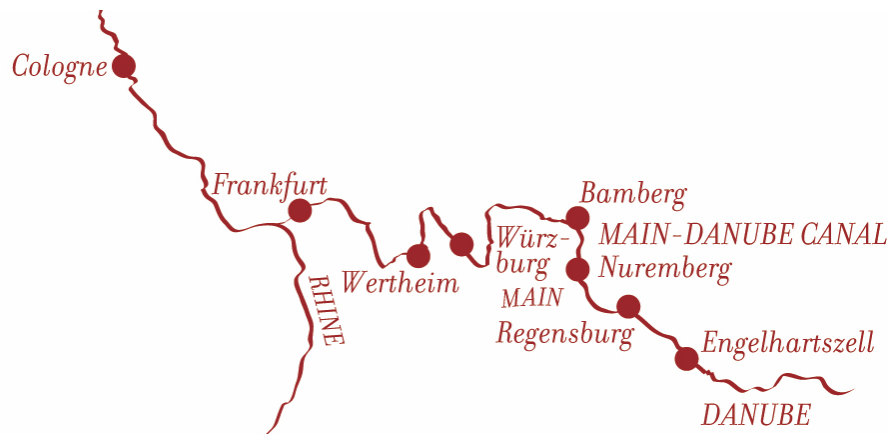 Cologne
Frankfurt
Bamberg
MAIN-DANUBE CANAL
Würz-
burg
Nuremberg
Wertheim
RHINE
MAIN
Regensburg
Engelhartszell
DANUBE